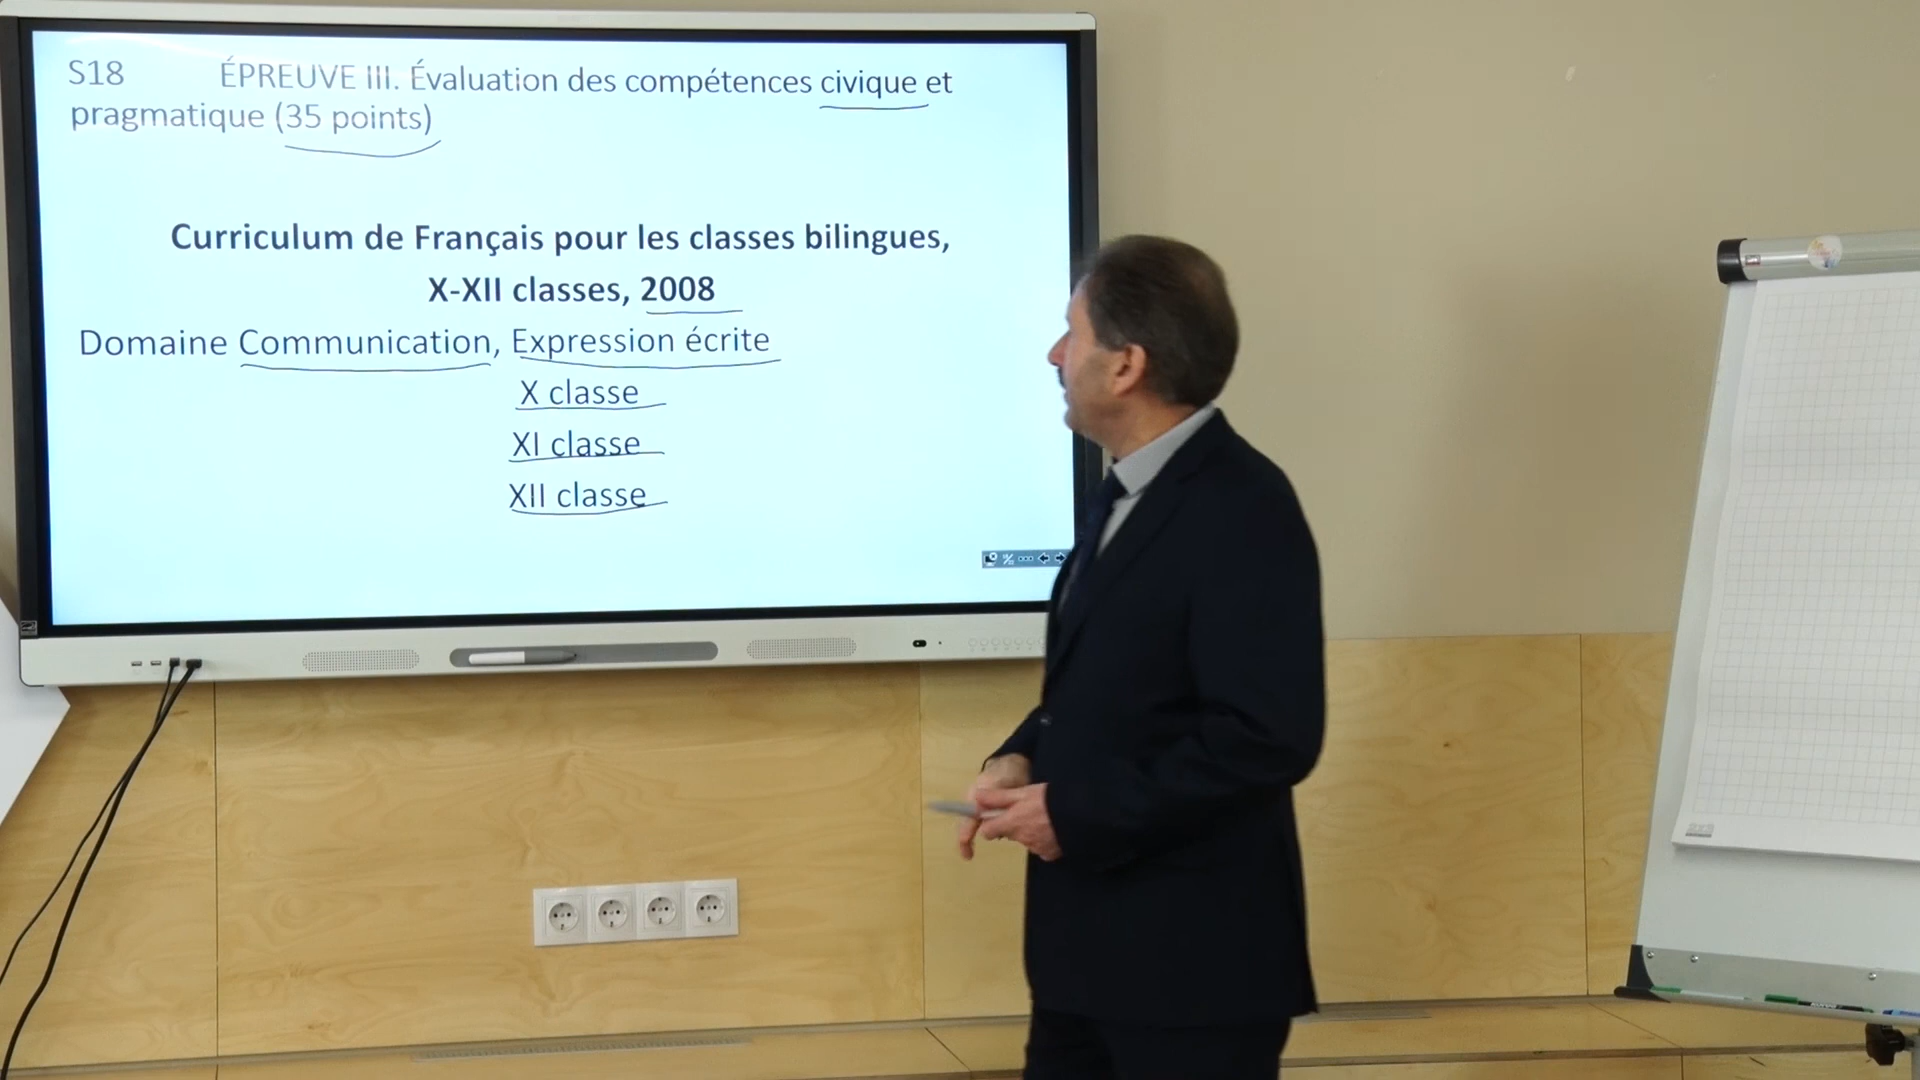 S18 ÉPREUVE III. Évaluation des compétences civique et
pragmatique (35 points)
Curriculum de Français pour les classes bilingues,
X-XII classes, 2008
Domaine Communication, Expression écrite
X classe
XI classe
XII classe